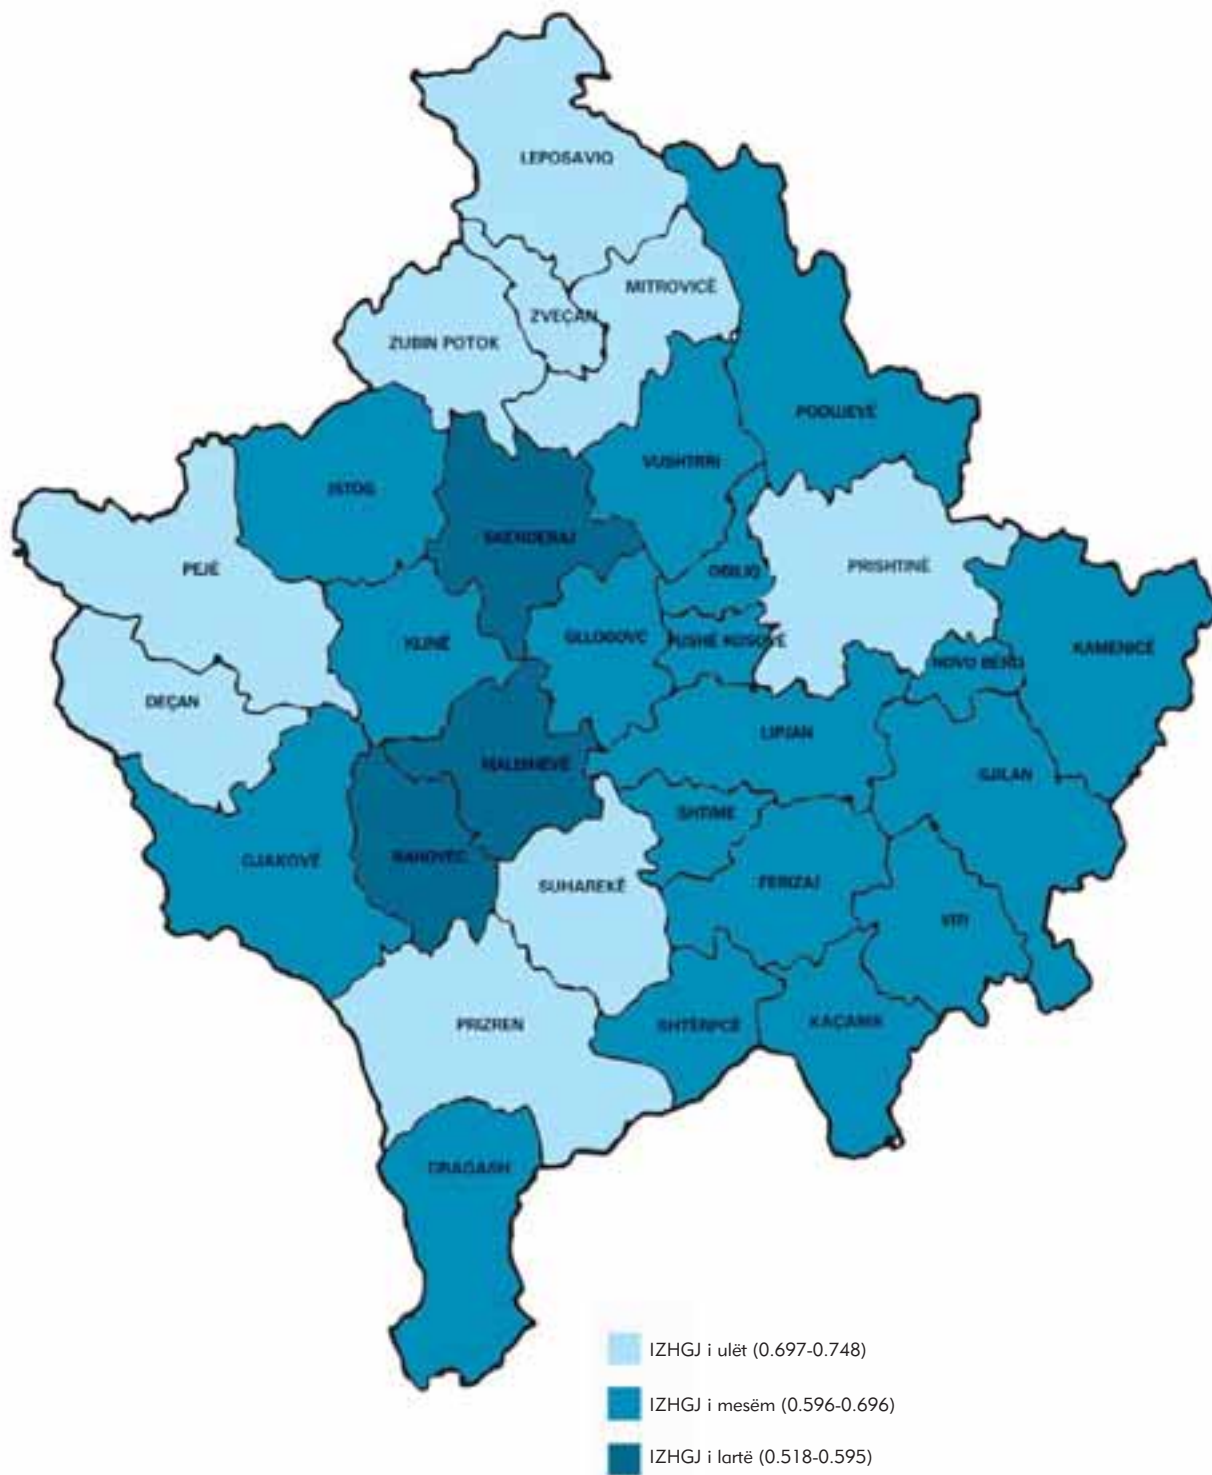 LEPOSAVIQ
MITROVICË
ZVEÇAN
ZUBIN POTOK
PODUJEVË
VUSHTRRI
ISTOG
SKENDERAJ
PEJË
OBILIQ
PRISHTINË
KLINË
GLLOGOVC
FUSHË KOSOVË
KAMENICË
NOVO BERD
DEÇAN
LIPJAN
MALISHEVË
GJILAN
SHTIME
GJAKOVË
RAHOVEC
SUHAREKË
FERIZAJ
VITI
PRIZREN
SHTËRPCË
KAÇANIK
DRAGASH
IZHGJ i ulët (0.697-0.748)
IZHGJ i mesëm (0.596-0.696)
IZHGJ i lartë (0.518-0.595)